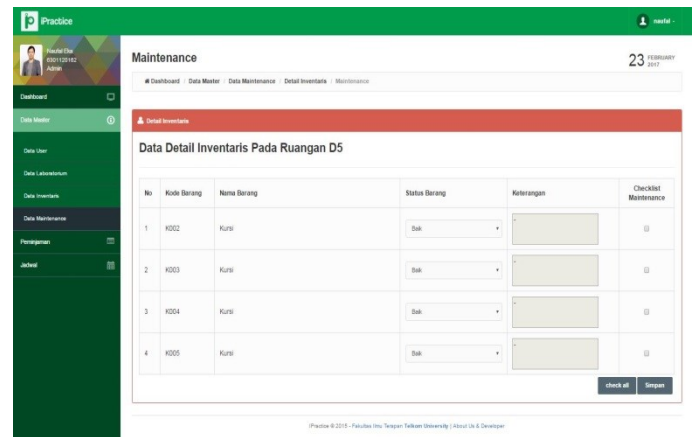 iPractice
naufal
Naufal Eka
6301120182
Admin
Maintenance
23 FEBRUARY 2017
Dashboard / Data Master / Data Maintenance / Detail Inventaris / Maintenance
Dashboard
Data Master
Data User
Data Laboratorium
Data Inventaris
Data Maintenance
Peminjaman
Jadwal
Detail Inventaris
Data Detail Inventaris Pada Ruangan D5
No Kode Barang Nama Barang Status Barang Keterangan Checklist Maintenance
1 K002 Kursi Baik -
2 K003 Kursi Baik -
3 K004 Kursi Baik -
4 K005 Kursi Baik -
check all Simpan
iPractice © 2015 - Fakultas Ilmu Terapan Telkom University | About Us & Developer